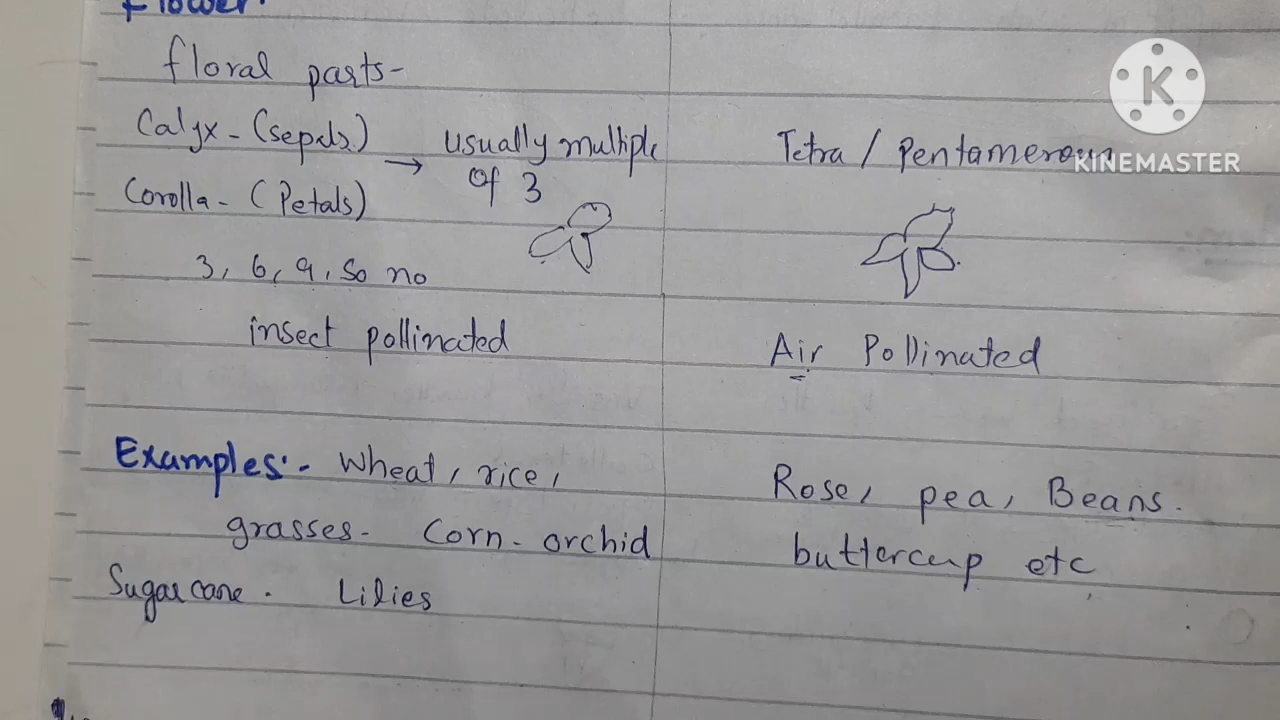 Flower:
floral parts-
Calyx - (sepals) → usually multiple of 3
Corolla - (Petals)
3, 6, 9, so no
insect pollinated
Tetra / Pentamerous
Air Pollinated
Examples:- Wheat, rice,
grasses - Corn - orchid
Sugarcane. Lilies
Rose, pea, Beans.
buttercup etc
K
KINEMASTER